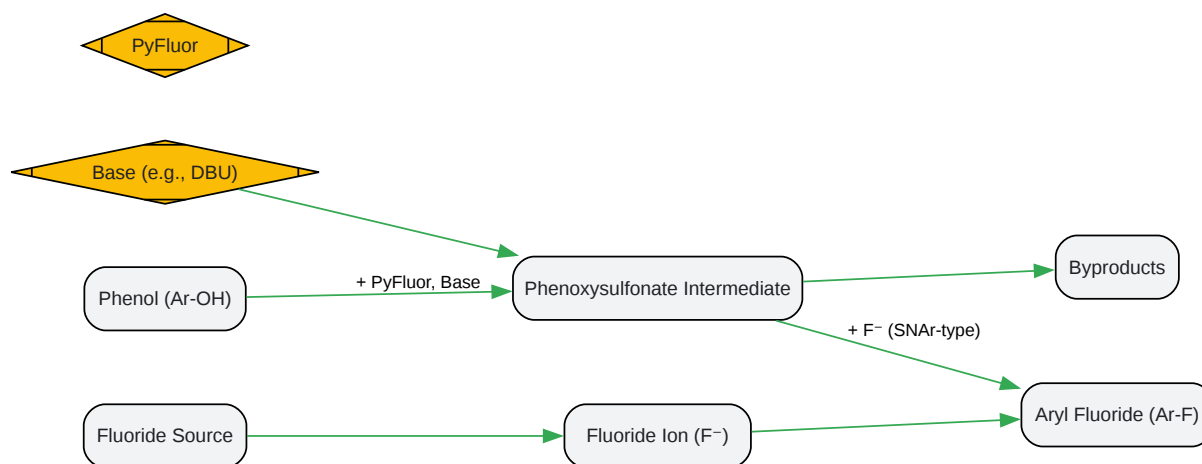 PyFluor
Base (e.g., DBU)
Phenol (Ar-OH)
+ PyFluor, Base
Phenoxysulfonate Intermediate
Byproducts
+ F⁻ (SNAr-type)
Aryl Fluoride (Ar-F)
Fluoride Source
Fluoride Ion (F⁻)